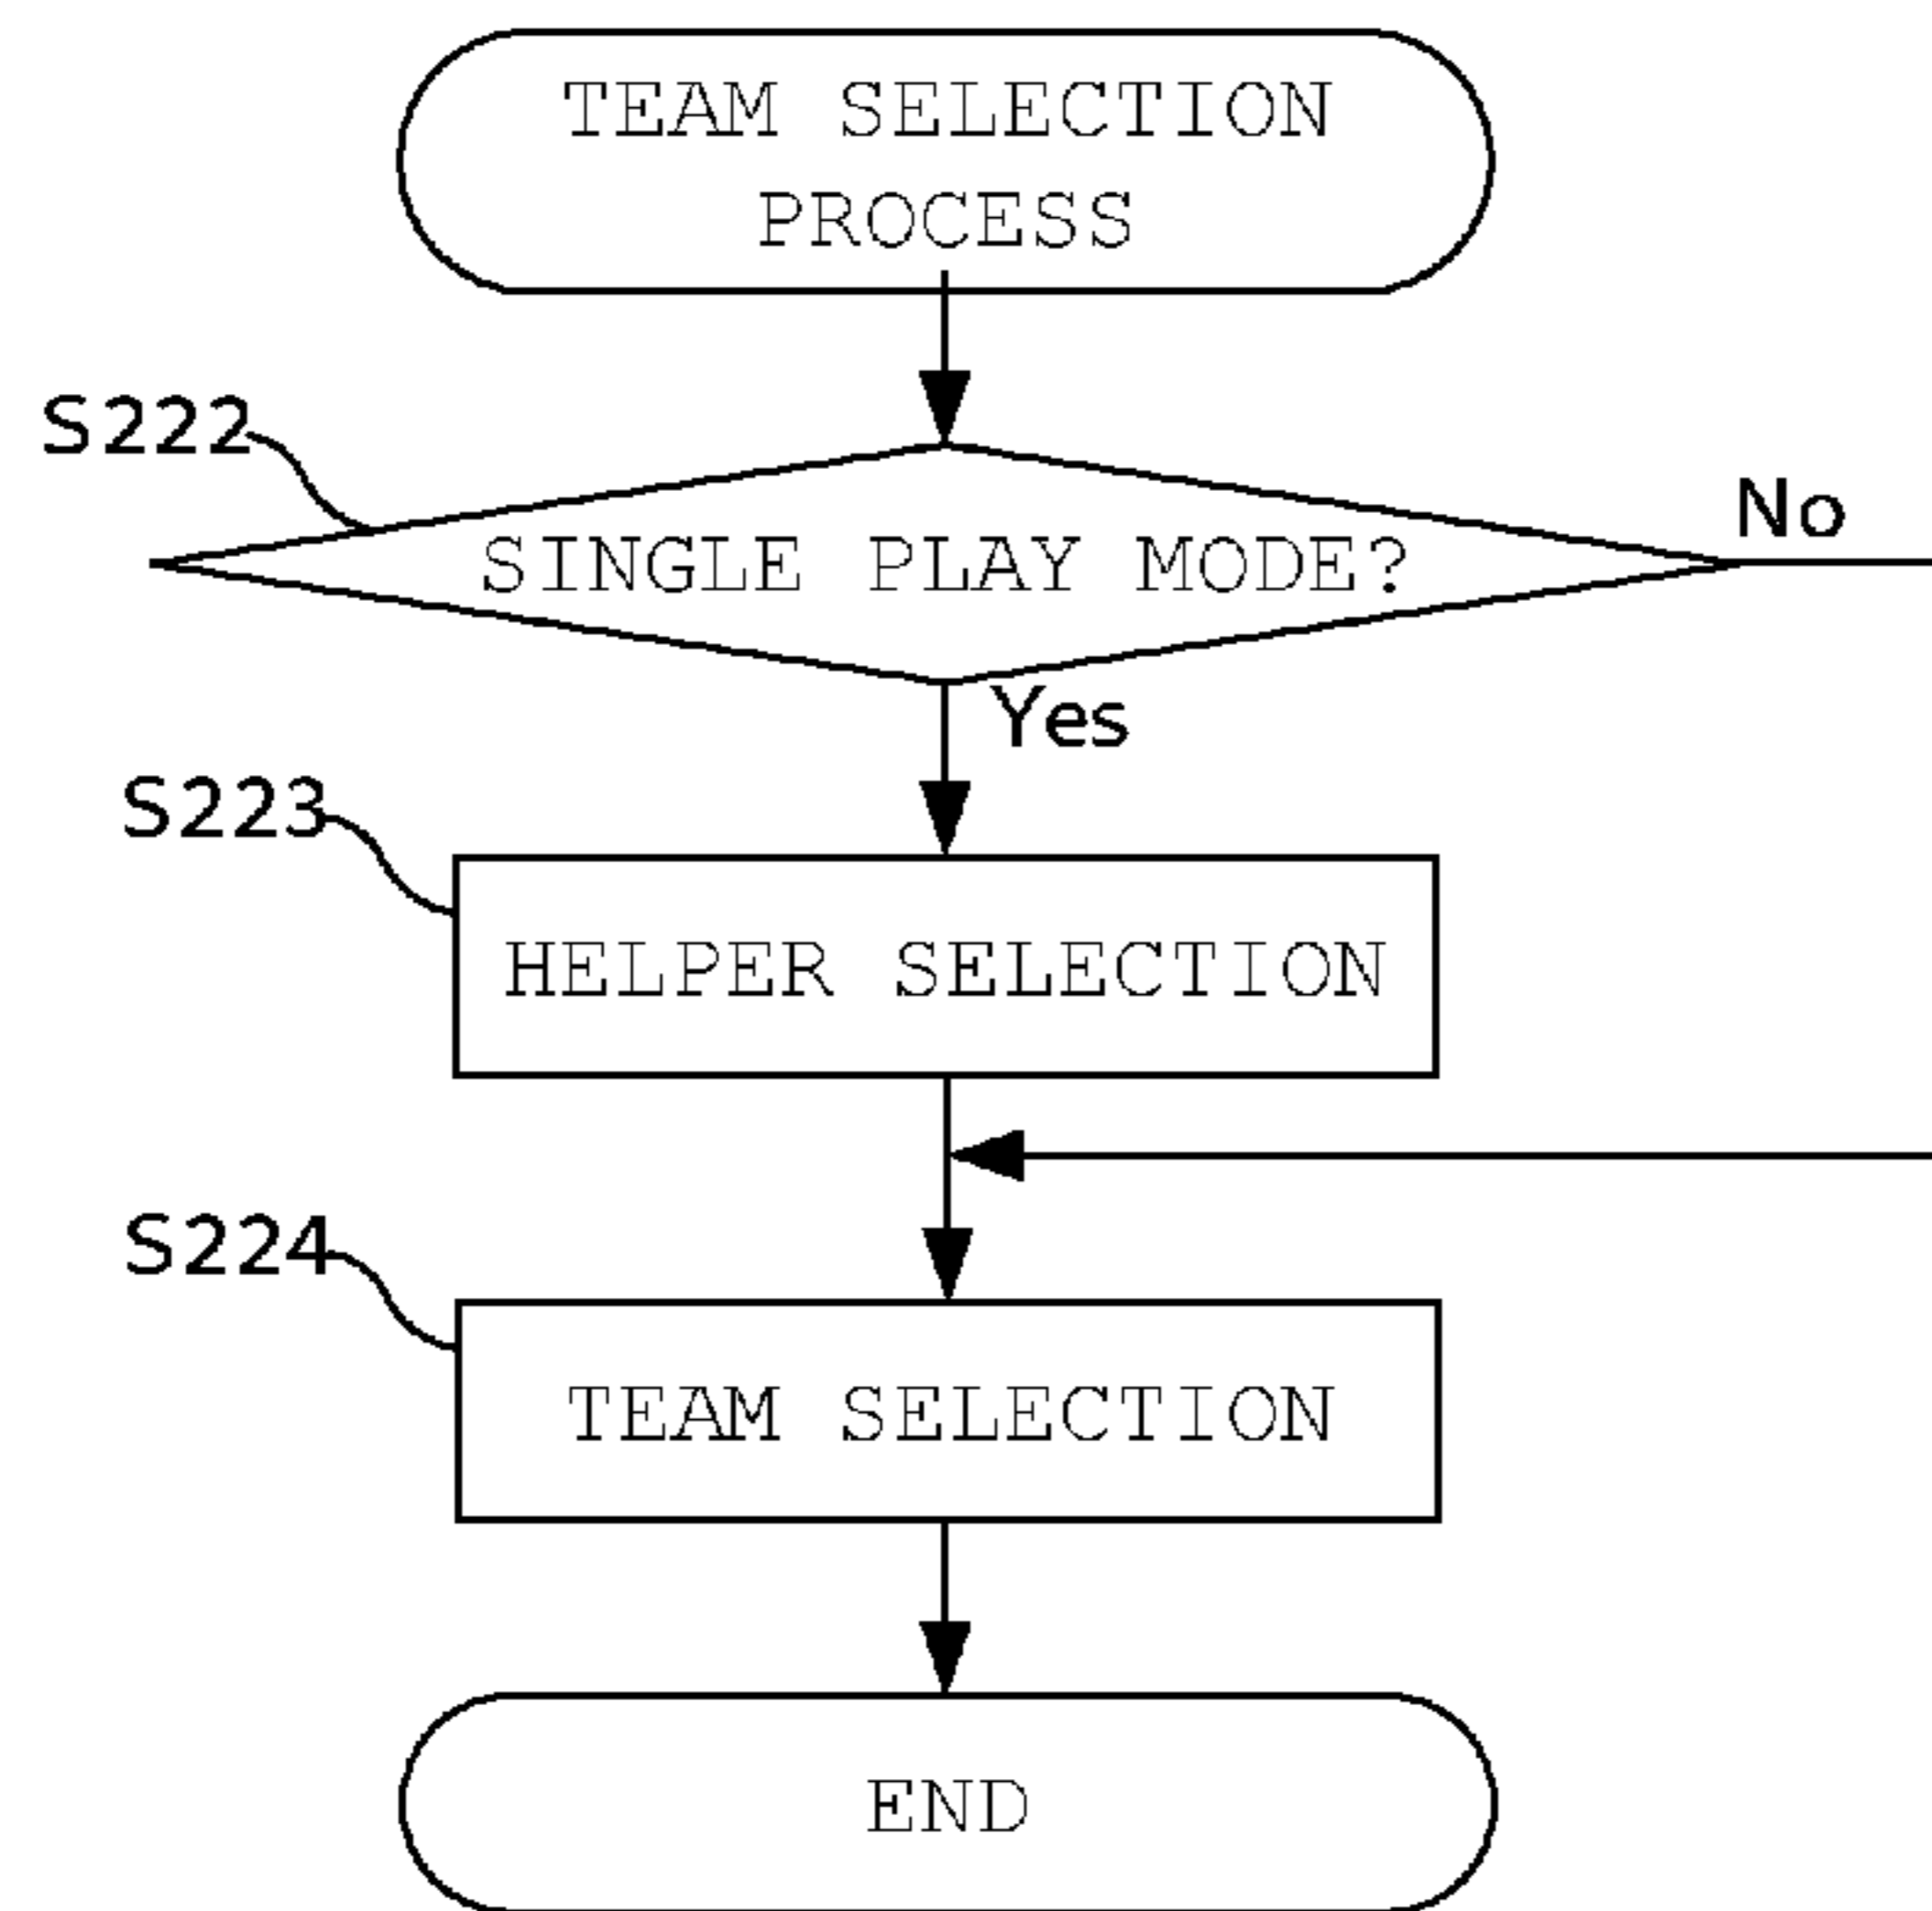 TEAM SELECTION
PROCESS
S222
SINGLE PLAY MODE?
No
Yes
S223
HELPER SELECTION
S224
TEAM SELECTION
END